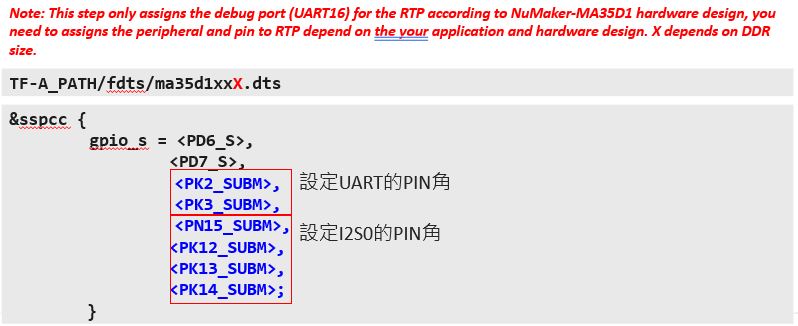 Note: This step only assigns the debug port (UART16) for the RTP according to NuMaker-MA35D1 hardware design, you
need to assigns the peripheral and pin to RTP depend on the your application and hardware design. X depends on DDR
size.
TF-A_PATH/fdts/ma35d1xxX.dts
&sspcc {
gpio_s = <PD6_S>,
<PD7_S>,
<PK2_SUBM>, 設定UART的PIN角
<PK3_SUBM>,
<PN15_SUBM>, 設定I2S0的PIN角
<PK12_SUBM>,
<PK13_SUBM>,
<PK14_SUBM>;
}